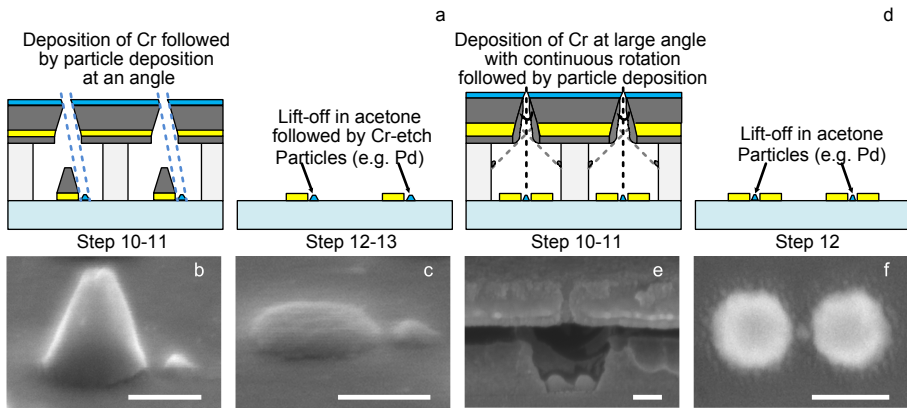 a
Deposition of Cr followed
by particle deposition
at an angle
Lift-off in acetone
followed by Cr-etch
Particles (e.g. Pd)
Step 10-11
Step 12-13
b
c
d
Deposition of Cr at large angle
with continuous rotation
followed by particle deposition
Lift-off in acetone
Particles (e.g. Pd)
Step 10-11
Step 12
e
f